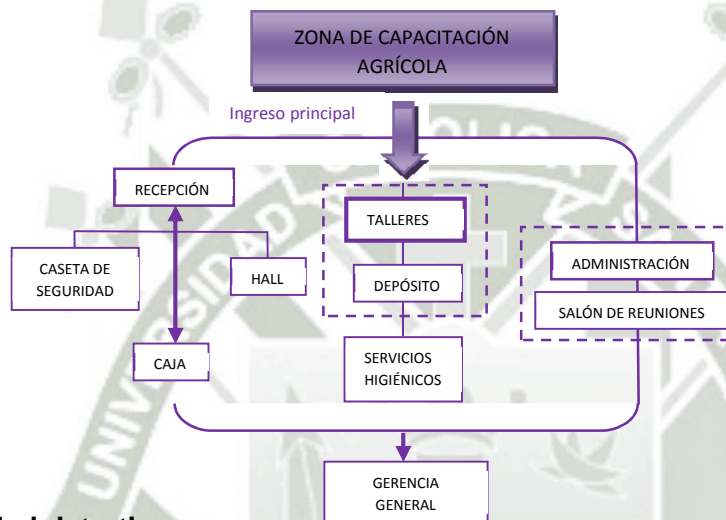 ZONA DE CAPACITACIÓN
AGRÍCOLA
Ingreso principal
RECEPCIÓN
CASETA DE
SEGURIDAD
HALL
CAJA
TALLERES
DEPÓSITO
SERVICIOS
HIGIÉNICOS
ADMINISTRACIÓN
SALÓN DE REUNIONES
GERENCIA
GENERAL